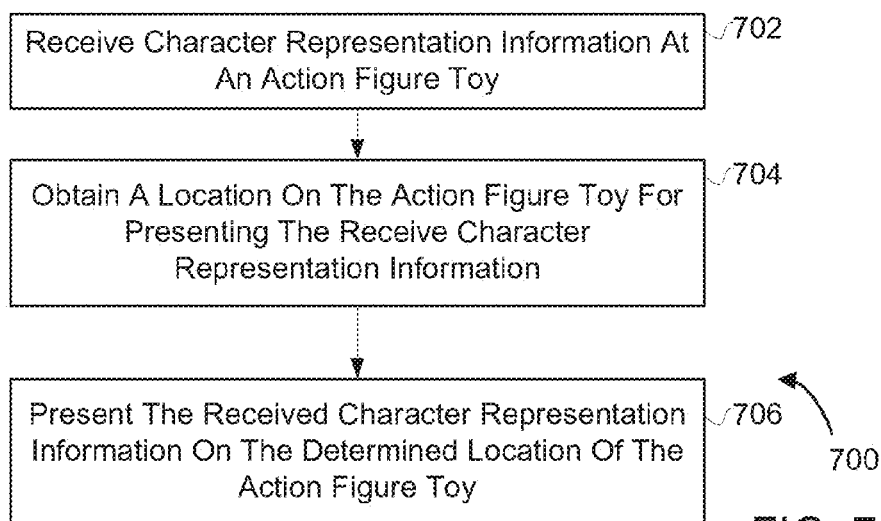 Receive Character Representation Information At
An Action Figure Toy
702
Obtain A Location On The Action Figure Toy For
Presenting The Receive Character
Representation Information
704
Present The Received Character Representation
Information On The Determined Location Of The
Action Figure Toy
706
700